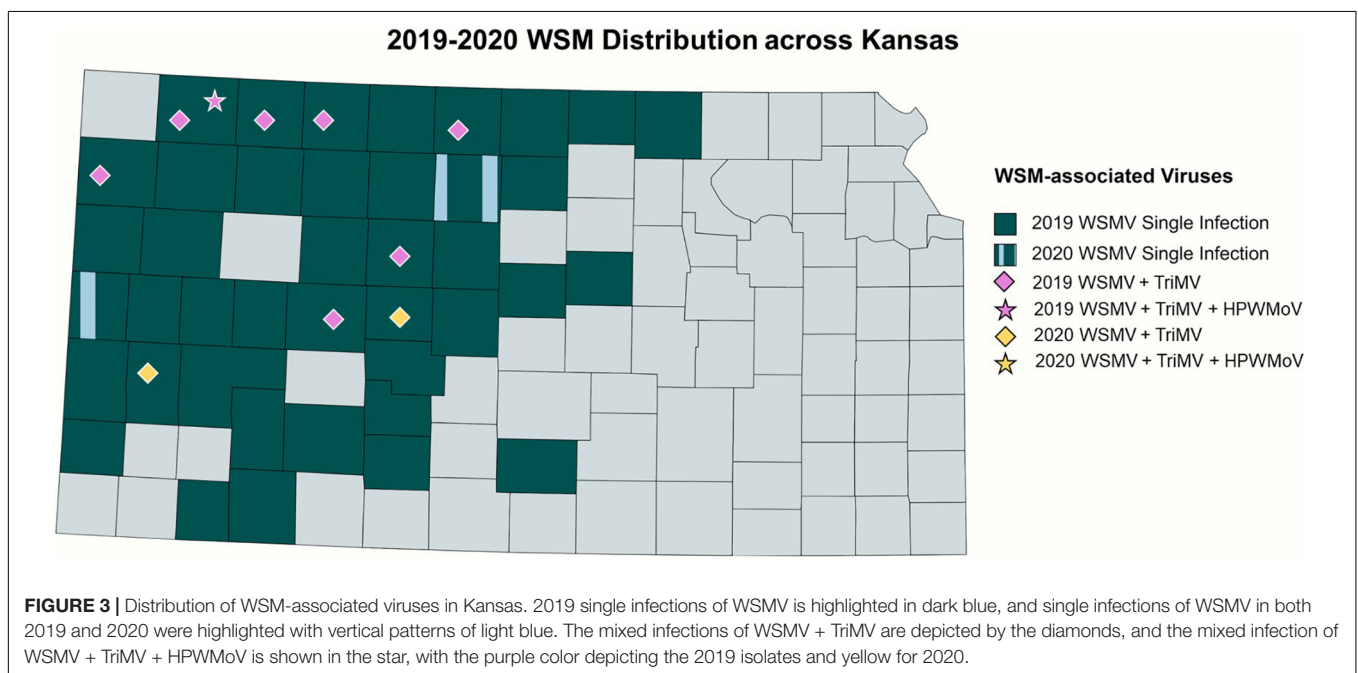 2019-2020 WSM Distribution across Kansas
WSM-associated Viruses
2019 WSMV Single Infection
2020 WSMV Single Infection
2019 WSMV + TriMV
2019 WSMV + TriMV + HPWMoV
2020 WSMV + TriMV
2020 WSMV + TriMV + HPWMoV
FIGURE 3 | Distribution of WSM-associated viruses in Kansas. 2019 single infections of WSMV is highlighted in dark blue, and single infections of WSMV in both
2019 and 2020 were highlighted with vertical patterns of light blue. The mixed infections of WSMV + TriMV are depicted by the diamonds, and the mixed infection of
WSMV + TriMV + HPWMoV is shown in the star, with the purple color depicting the 2019 isolates and yellow for 2020.